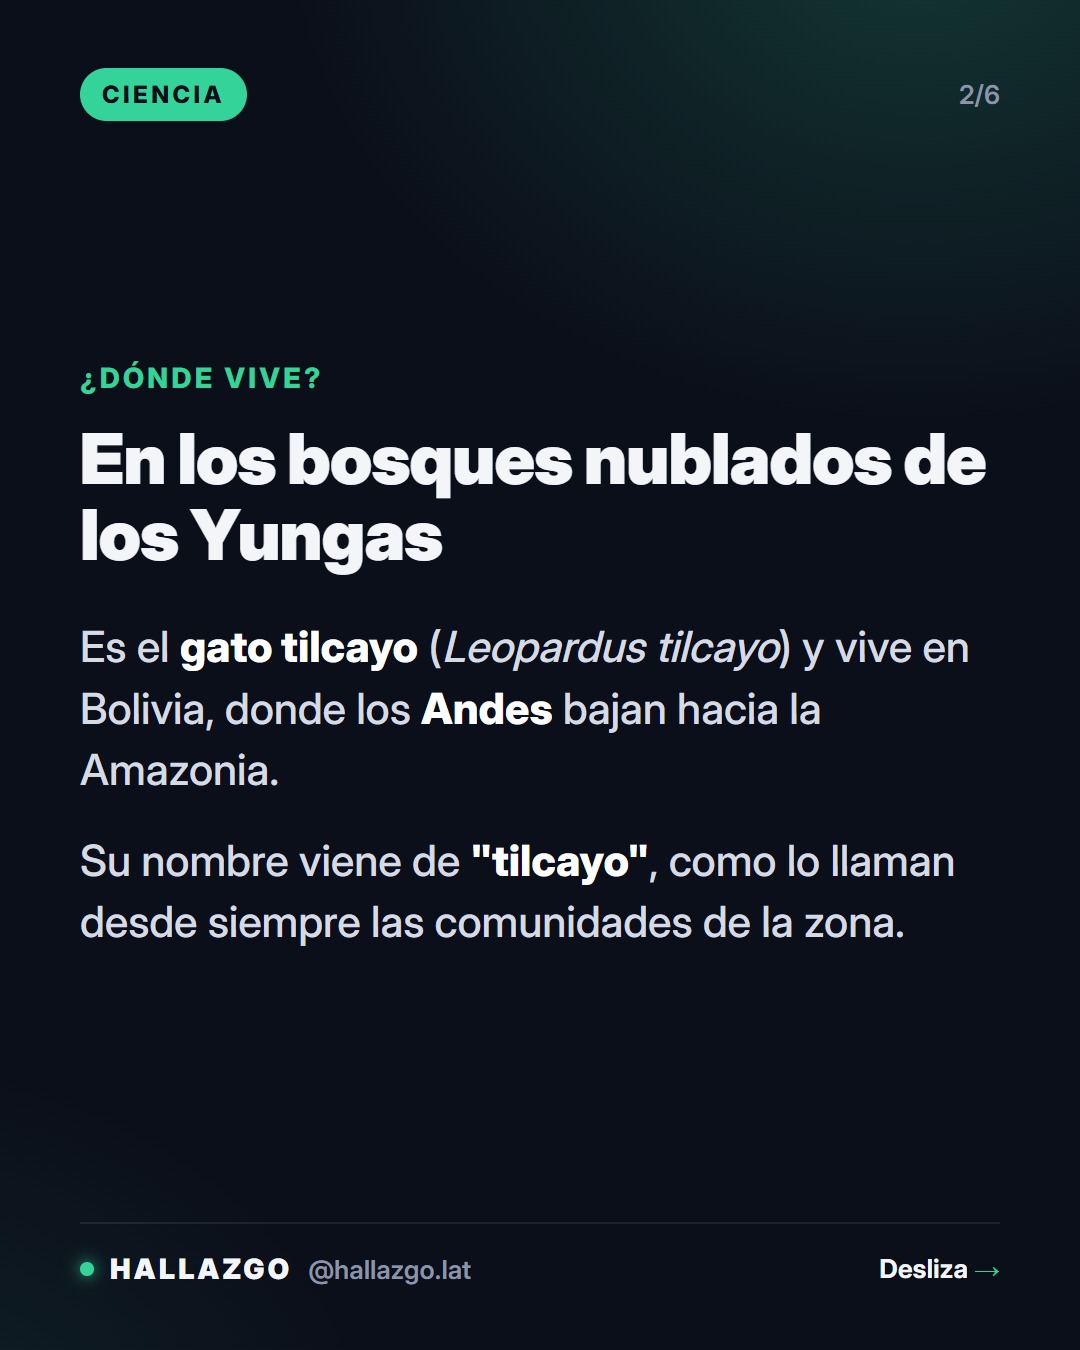 CIENCIA
2/6
¿DÓNDE VIVE?
En los bosques nublados de
los Yungas
Es el gato tilcayo (Leopardus tilcayo) y vive en
Bolivia, donde los Andes bajan hacia la
Amazonia.
Su nombre viene de "tilcayo", como lo llaman
desde siempre las comunidades de la zona.
HALLAZGO @hallazgo.lat
Desliza →